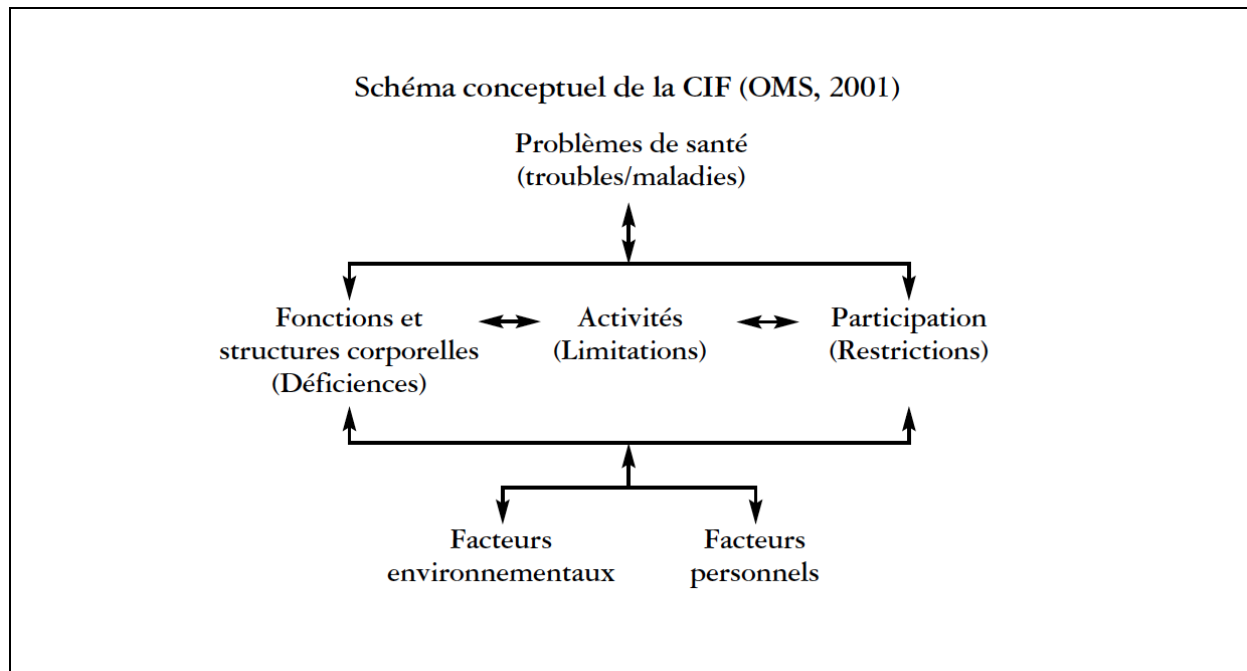 Schéma conceptuel de la CIF (OMS, 2001)
Problèmes de santé
(troubles/maladies)
Fonctions et
structures corporelles
(Déficiences)
Activités
(Limitations)
Participation
(Restrictions)
Facteurs
environnementaux
Facteurs
personnels